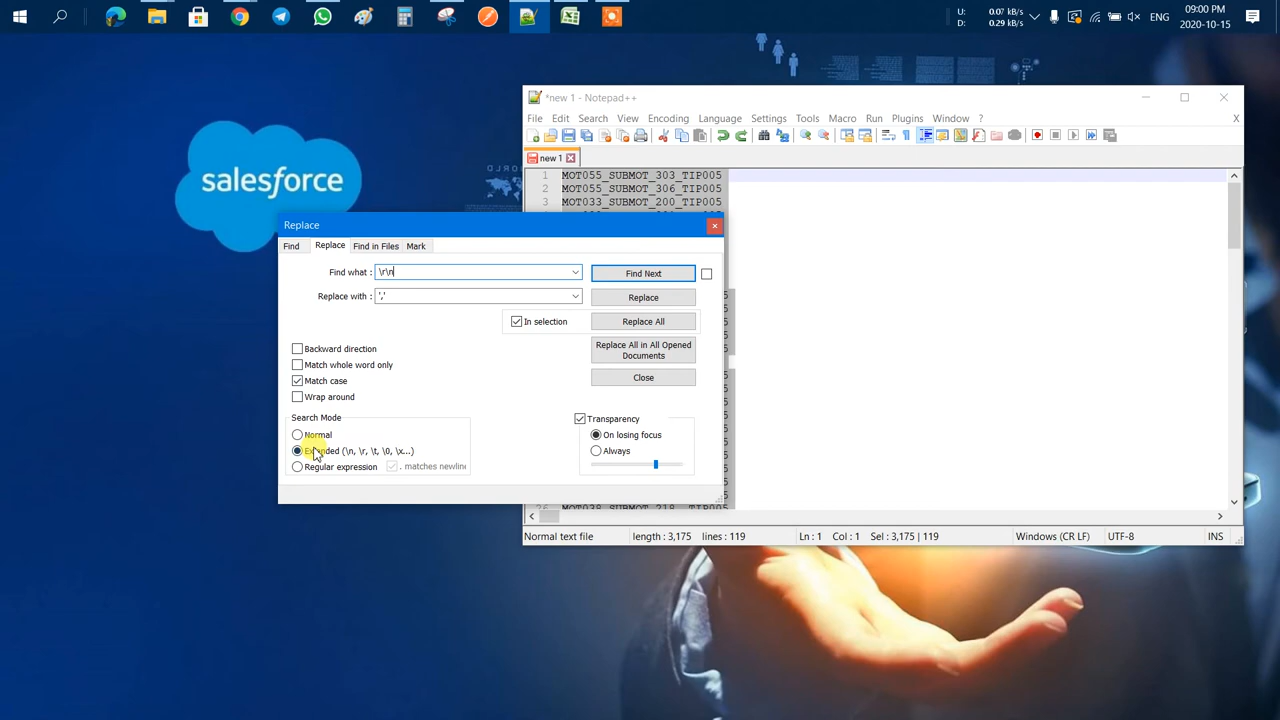 U: 0.07 kB/s
D: 0.29 kB/s
ENG
09:00 PM
2020-10-15
salesforce
*new 1 - Notepad++
File Edit Search View Encoding Language Settings Tools Macro Run Plugins Window ? X
new 1
1 MOT055_SUBMOT_303_TIP005
2 MOT055_SUBMOT_306_TIP005
3 MOT033_SUBMOT_200_TIP005
Replace
Find Replace Find in Files Mark
Find what : \r\n
Find Next
Replace with : ','
Replace
In selection
Replace All
Replace All in All Opened
Documents
Close
Backward direction
Match whole word only
Match case
Wrap around
Search Mode
Normal
Extended (\n, \r, \t, \0, \x...)
Regular expression
. matches newline
Transparency
On losing focus
Always
Normal text file length : 3,175 lines : 119 Ln : 1 Col : 1 Sel : 3,175 | 119 Windows (CR LF) UTF-8 INS